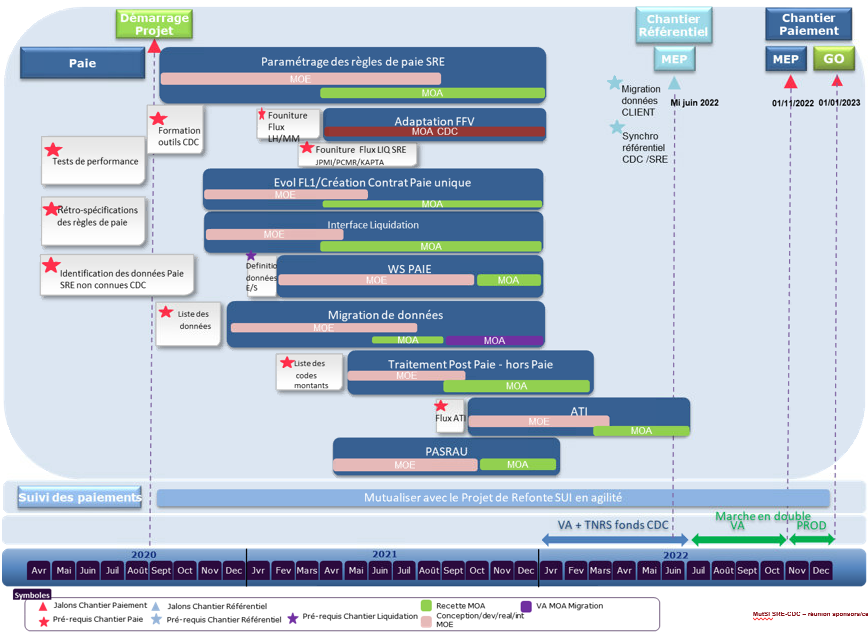 Démarrage
Projet
Chantier
Référentiel
Chantier
Paiement
Paie
Paramétrage des règles de paie SRE
MOE
MOA
MEP
MEP
GO
Migration
données
CLIENT
Mi juin 2022
01/11/2022
01/01/2023
Synchro
référentiel
CDC /SRE
Formation
outils CDC
Founiture
Flux
LH/MM
Adaptation FFV
MOA CDC
Founiture Flux LIQ SRE
JPMI/PCMR/KAPTA
Tests de performance
Evol FL1/Création Contrat Paie unique
MOE
MOA
Rétro-spécifications
des règles de paie
Interface Liquidation
MOE
MOA
Identification des données Paie
SRE non connues CDC
Definitio
données
E/S
WS PAIE
MOE
MOA
Liste des
données
Migration de données
MOE
MOA
MOA
Liste des
codes
montants
Traitement Post Paie - hors Paie
MOE
MOA
Flux ATI
ATI
MOE
MOA
PASRAU
MOE
MOA
Suivi des paiements
Mutualiser avec le Projet de Refonte SUI en agilité
VA + TNRS fonds CDC
Marche en double
VA
PROD
2020
2021
2022
Avr Mai Juin Juil Août Sept Oct Nov Dec Jvr Fev Mars Avr Mai Juin Juil Août Sept Oct Nov Dec Jvr Fev Mars Avr Mai Juin Juil Août Sept Oct Nov Dec
Symboles
Jalons Chantier Paiement
Jalons Chantier Référentiel
Recette MOA
VA MOA Migration
Pré-requis Chantier Paie
Pré-requis Chantier Référentiel
Pré-requis Chantier Liquidation
Conception/dev/real/int
MOE
MutSI SRE-CDC – réunion sponsors/ca